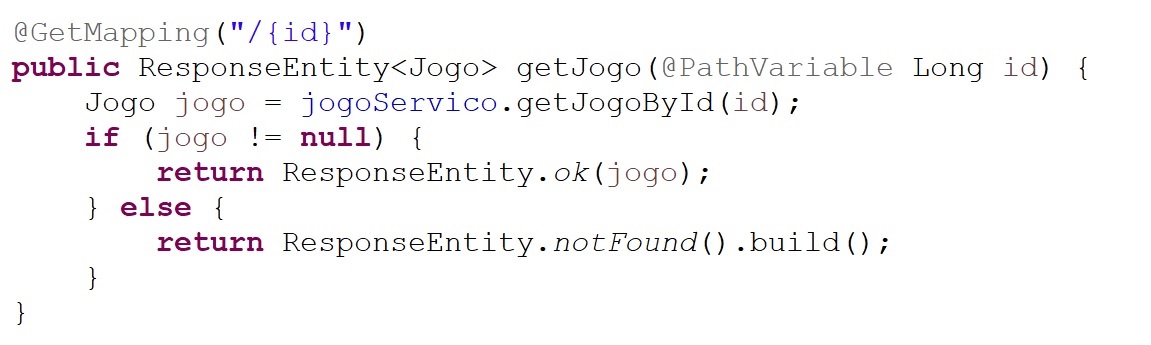 @GetMapping("/{id}")
public ResponseEntity<Jogo> getJogo(@PathVariable Long id) {
    Jogo jogo = jogoServico.getJogoById(id);
    if (jogo != null) {
        return ResponseEntity.ok(jogo);
    } else {
        return ResponseEntity.notFound().build();
    }
}